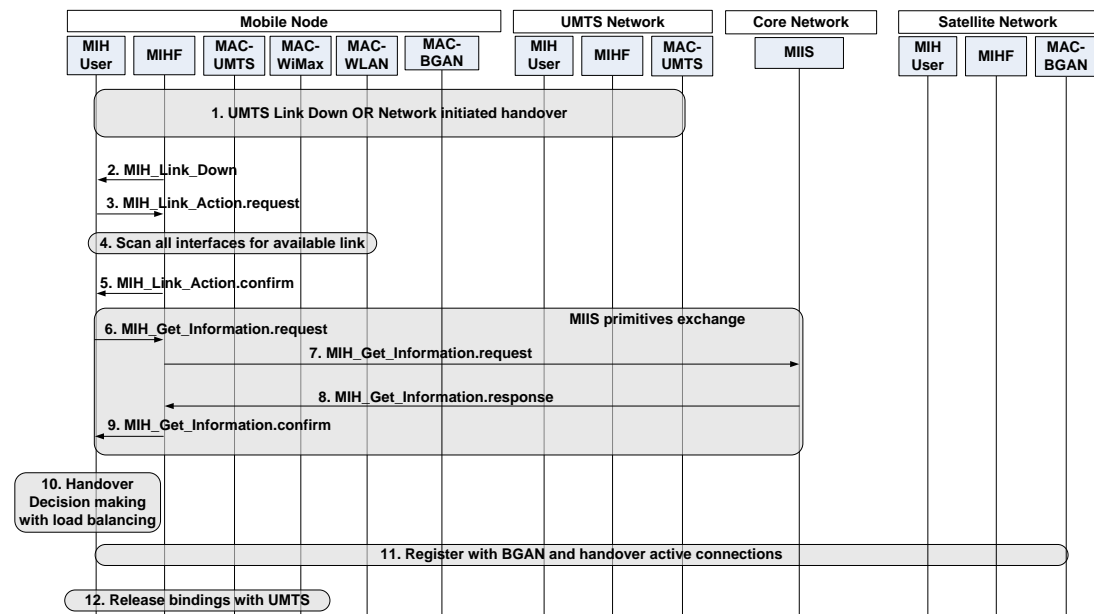 Mobile Node
UMTS Network
Core Network
Satellite Network
MIH
User
MIHF
MAC-
UMTS
MAC-
WiMax
MAC-
WLAN
MAC-
BGAN
MIH
User
MIHF
MAC-
UMTS
MIIS
MIH
User
MIHF
MAC-
BGAN
1. UMTS Link Down OR Network initiated handover
2. MIH_Link_Down
3. MIH_Link_Action.request
4. Scan all interfaces for available link
5. MIH_Link_Action.confirm
MIIS primitives exchange
6. MIH_Get_Information.request
7. MIH_Get_Information.request
8. MIH_Get_Information.response
9. MIH_Get_Information.confirm
10. Handover
Decision making
with load balancing
11. Register with BGAN and handover active connections
12. Release bindings with UMTS